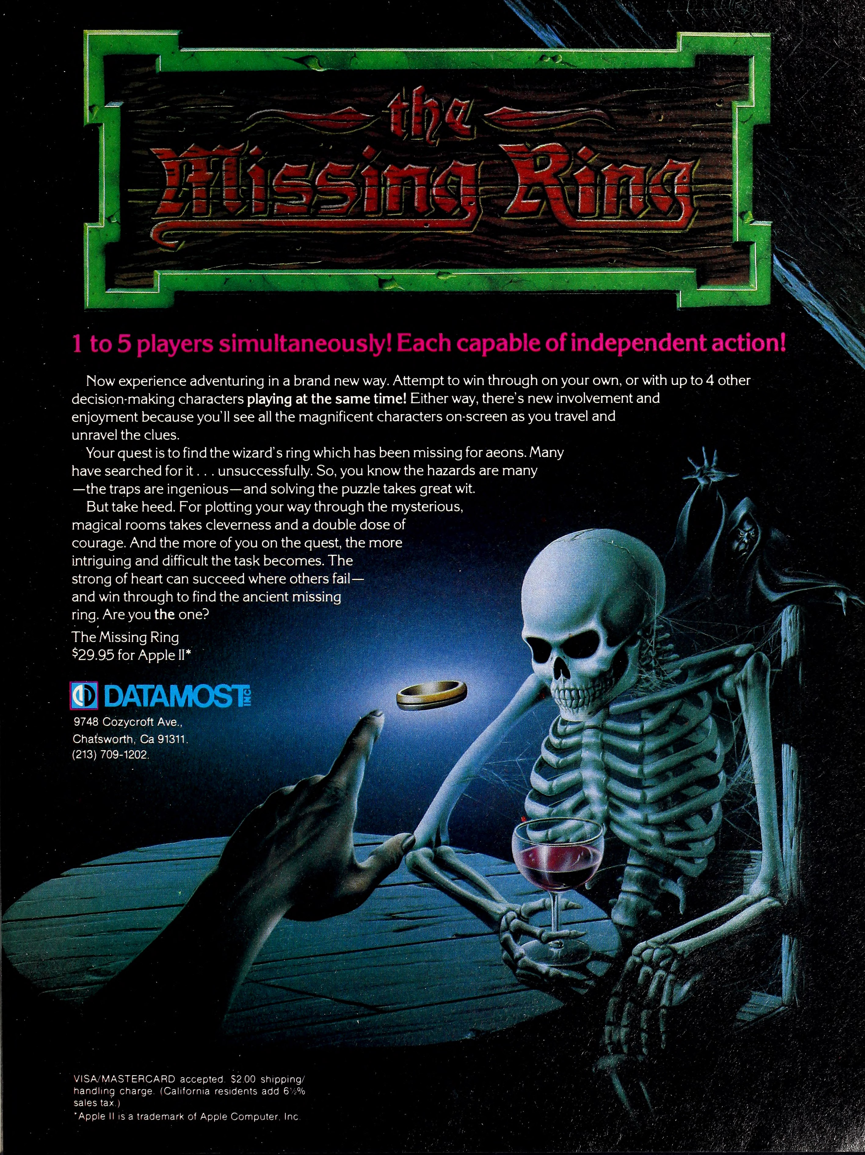 the
Missing Ring
1 to 5 players simultaneously! Each capable of independent action!
Now experience adventuring in a brand new way. Attempt to win through on your own, or with up to 4 other
decision-making characters playing at the same time! Either way, there's new involvement and
enjoyment because you'll see all the magnificent characters on-screen as you travel and
unravel the clues.
Your quest is to find the wizard's ring which has been missing for aeons. Many
have searched for it . . . unsuccessfully. So, you know the hazards are many
—the traps are ingenious—and solving the puzzle takes great wit.
But take heed. For plotting your way through the mysterious,
magical rooms takes cleverness and a double dose of
courage. And the more of you on the quest, the more
intriguing and difficult the task becomes. The
strong of heart can succeed where others fail—
and win through to find the ancient missing
ring. Are you the one?
The Missing Ring
$29.95 for Apple II*
DATAMOST INC
9748 Cozycroft Ave.,
Chatsworth, Ca 91311.
(213) 709-1202.
VISA/MASTERCARD accepted. $2.00 shipping/
handling charge. (California residents add 6½%
sales tax.)
*Apple II is a trademark of Apple Computer, Inc.